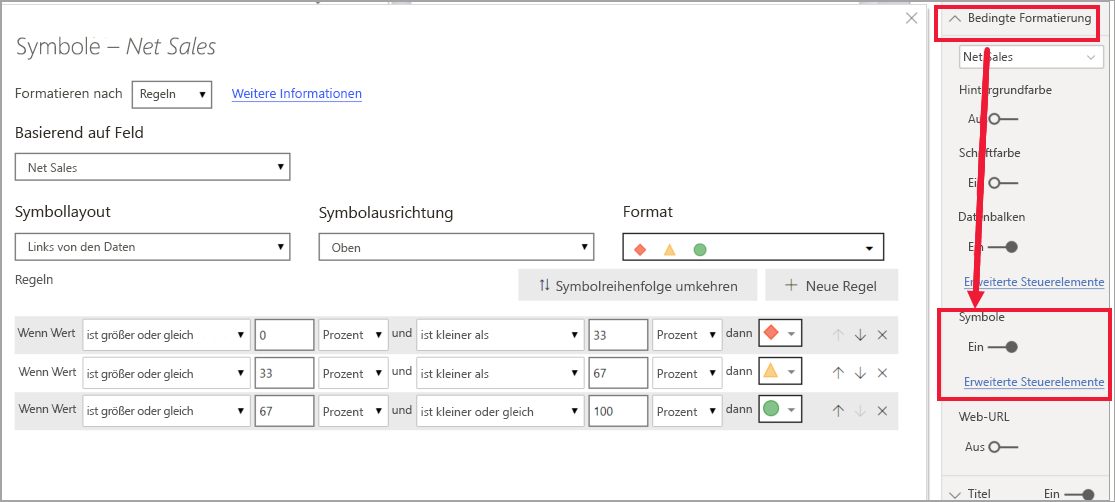 Symbole – Net Sales
Formatieren nach Regeln Weitere Informationen
Basierend auf Feld
Net Sales
Symbollayout Symbolausrichtung Format
Links von den Daten Oben
Regeln Symbolreihenfolge umkehren Neue Regel
Wenn Wert ist größer oder gleich 0 Prozent und ist kleiner als 33 Prozent dann
Wenn Wert ist größer oder gleich 33 Prozent und ist kleiner als 67 Prozent dann
Wenn Wert ist größer oder gleich 67 Prozent und ist kleiner oder gleich 100 Prozent dann
Bedingte Formatierung
Net Sales
Hintergrundfarbe
Aus
Schriftfarbe
Ein
Datenbalken
Ein
Erweiterte Steuerelemente
Symbole
Ein
Erweiterte Steuerelemente
Web-URL
Aus
Titel Ein